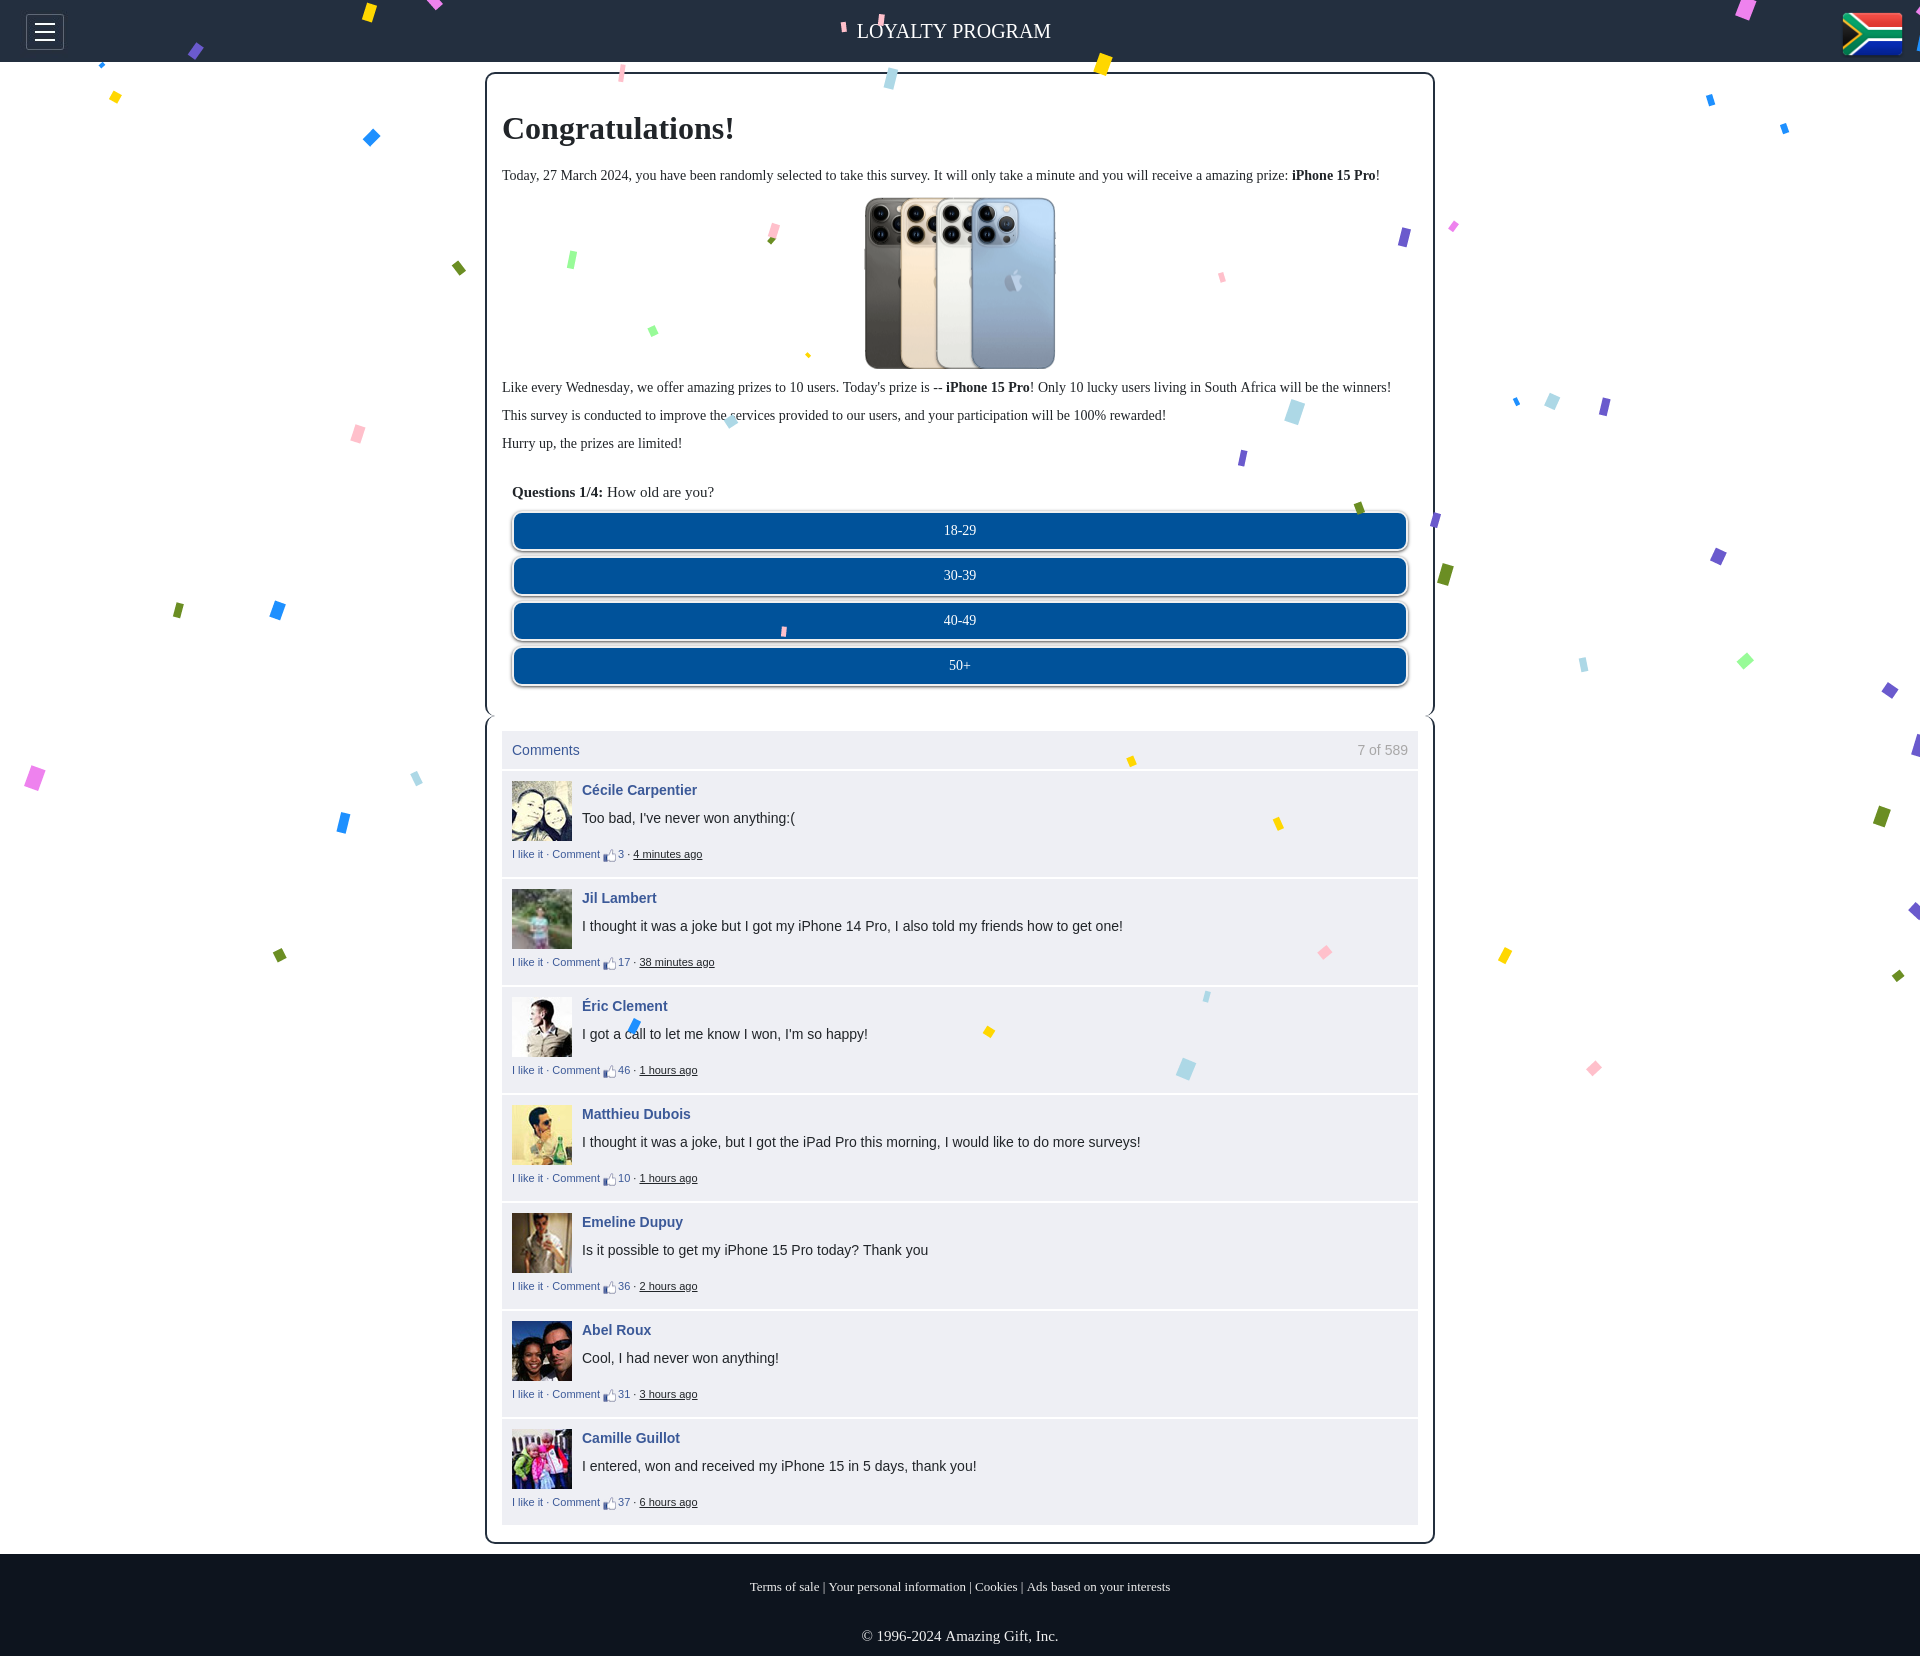 LOYALTY PROGRAM
Congratulations!
Today, 27 March 2024, you have been randomly selected to take this survey. It will only take a minute and you will receive a amazing prize: iPhone 15 Pro!
Like every Wednesday, we offer amazing prizes to 10 users. Today's prize is -- iPhone 15 Pro! Only 10 lucky users living in South Africa will be the winners!
This survey is conducted to improve the services provided to our users, and your participation will be 100% rewarded!
Hurry up, the prizes are limited!
Questions 1/4: How old are you?
18-29
30-39
40-49
50+
Comments 7 of 589
Cécile Carpentier
Too bad, I've never won anything:(
I like it · Comment 3 · 4 minutes ago
Jil Lambert
I thought it was a joke but I got my iPhone 14 Pro, I also told my friends how to get one!
I like it · Comment 17 · 38 minutes ago
Éric Clement
I got a call to let me know I won, I'm so happy!
I like it · Comment 46 · 1 hours ago
Matthieu Dubois
I thought it was a joke, but I got the iPad Pro this morning, I would like to do more surveys!
I like it · Comment 10 · 1 hours ago
Emeline Dupuy
Is it possible to get my iPhone 15 Pro today? Thank you
I like it · Comment 36 · 2 hours ago
Abel Roux
Cool, I had never won anything!
I like it · Comment 31 · 3 hours ago
Camille Guillot
I entered, won and received my iPhone 15 in 5 days, thank you!
I like it · Comment 37 · 6 hours ago
Terms of sale | Your personal information | Cookies | Ads based on your interests
© 1996-2024 Amazing Gift, Inc.